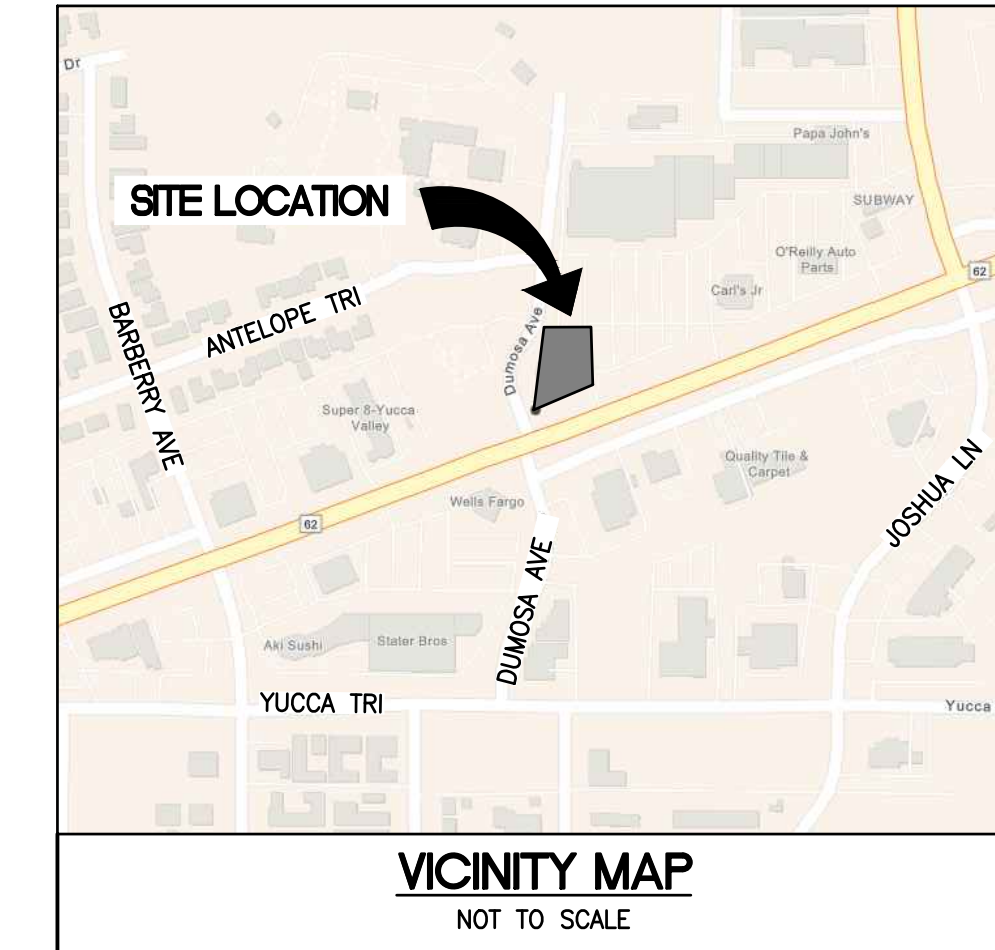 Dr
Papa John's
SITE LOCATION
SUBWAY
O'Reilly Auto
Parts
62
Carl's Jr
ANTELOPE TRI
BARBERRY AVE
Dumosa Ave
Super 8-Yucca
Valley
Quality Tile &
Carpet
JOSHUA LN
Wells Fargo
62
DUMOSA AVE
Aki Sushi
Stater Bros
YUCCA TRI
Yucca
VICINITY MAP
NOT TO SCALE